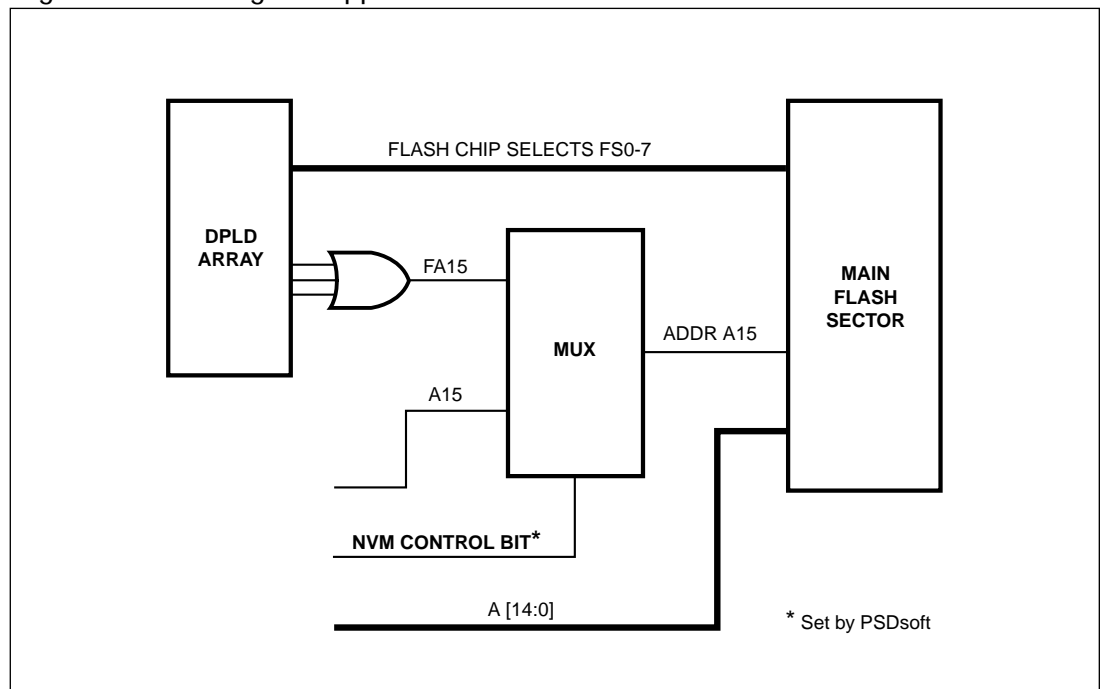 FLASH CHIP SELECTS FS0-7
DPLD
ARRAY
FA15
MUX
MAIN
FLASH
SECTOR
ADDR A15
A15
NVM CONTROL BIT*
A [14:0]
* Set by PSDsoft